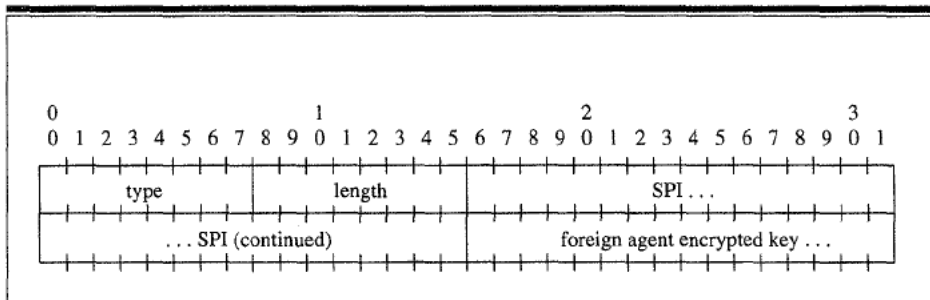 0 1 2 3
0 1 2 3 4 5 6 7 8 9 0 1 2 3 4 5 6 7 8 9 0 1 2 3 4 5 6 7 8 9 0 1
type length SPI . . .
. . . SPI (continued) foreign agent encrypted key . . .